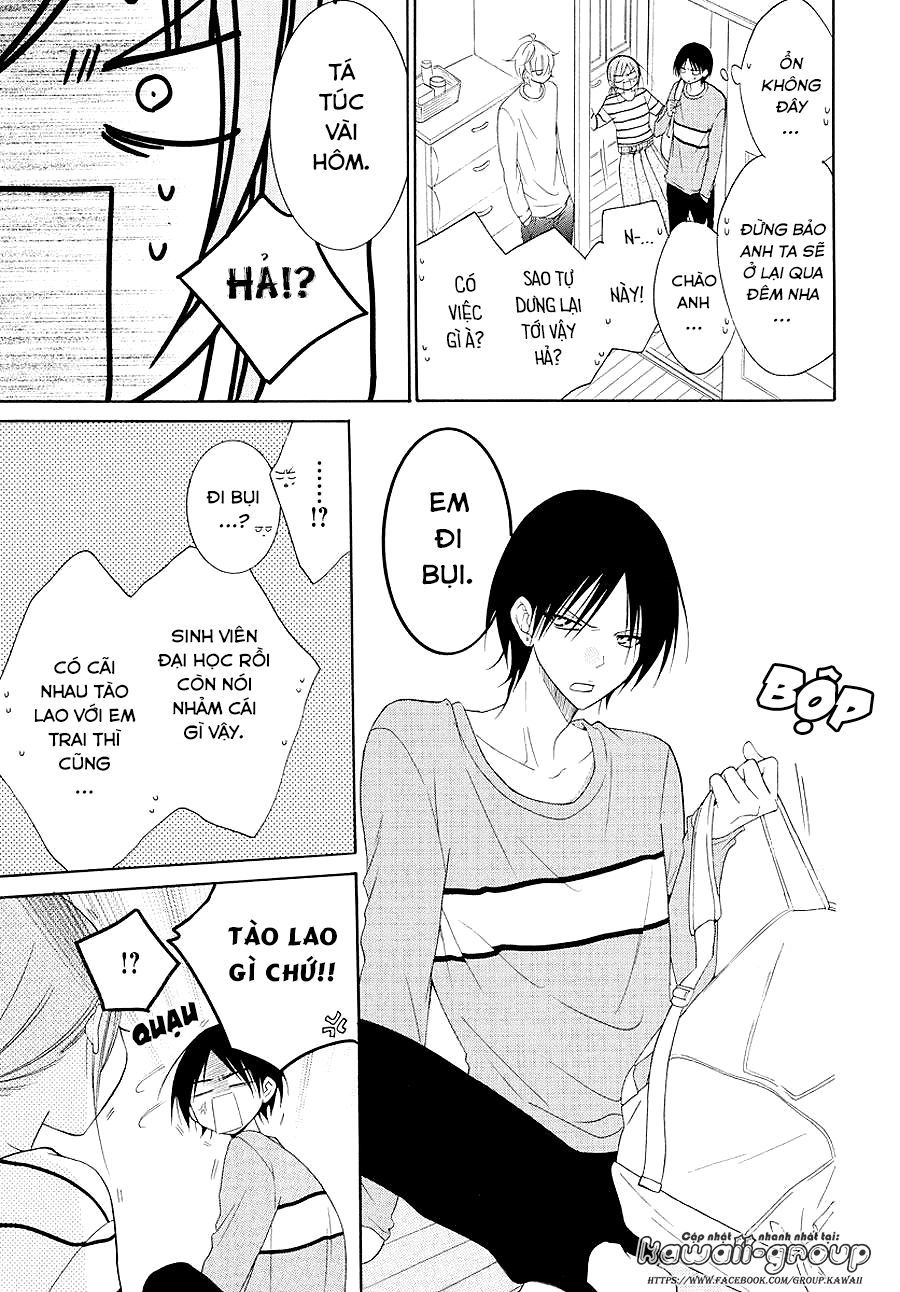 ỔN
KHÔNG
ĐÂY
...
ĐỪNG BẢO
ANH TA SẼ
Ở LẠI QUA
ĐÊM NHA
...
CHÀO
ANH
...
N-...
NÀY!
SAO TỰ
DƯNG LẠI
TỚI VẬY
HẢ?
CÓ
VIỆC
GÌ À?
TÁ
TÚC
VÀI
HÔM.
HẢ!?
EM
ĐI
BỤI.
BỘP
......
!?
ĐI BỤI
...?
SINH VIÊN
ĐẠI HỌC RỒI
CÒN NÓI
NHẢM CÁI
GÌ VẬY.
CÓ CÃI
NHAU TÀO
LAO VỚI EM
TRAI THÌ
CŨNG
...
TÀO LAO
GÌ CHỨ!!
QUẠU
!?
Cập nhật nhanh nhất tại:
kawaii-group
HTTPS://WWW.FACEBOOK.COM/GROUP.KAWAII